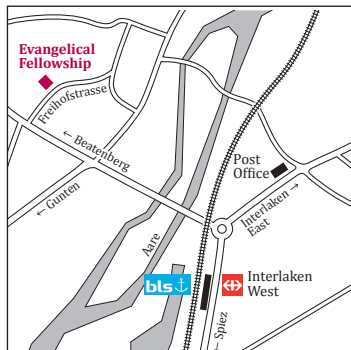 Evangelical
Fellowship
Freihofstrasse
← Beatenberg
← Gunten
Post
Office
Interlaken →
East
Aare
bls
Interlaken
West
← Spiez